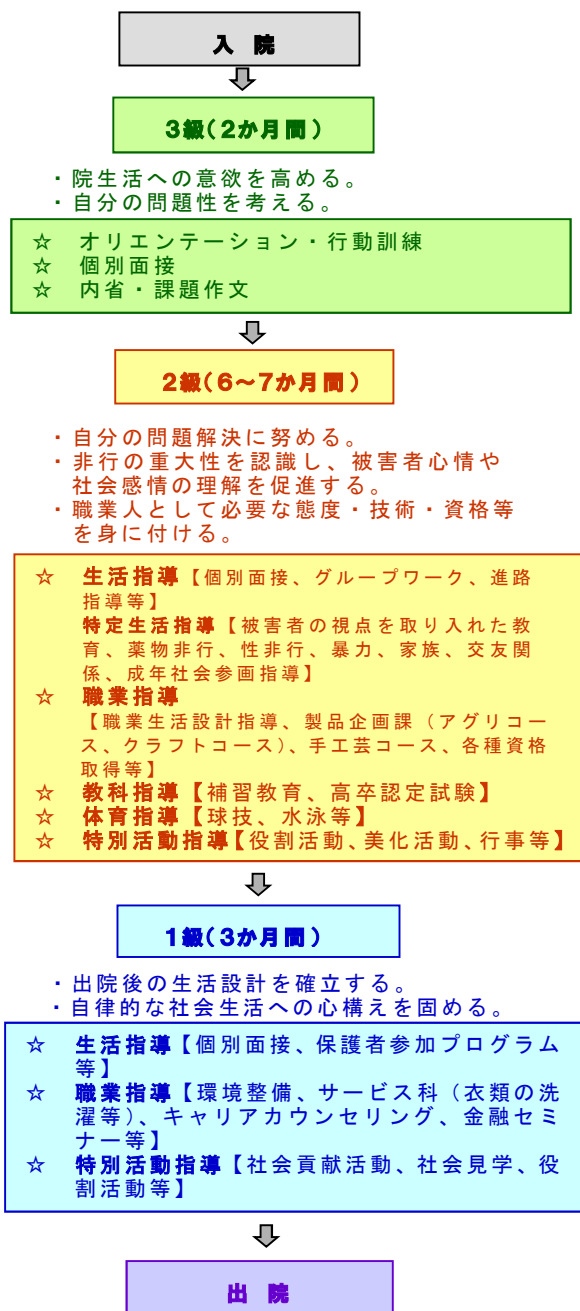 入 院
3級(2か月間)
・院生活への意欲を高める。
・自分の問題性を考える。
☆ オリエンテーション・行動訓練
☆ 個別面接
☆ 内省・課題作文
2級(6~7か月間)
・自分の問題解決に努める。
・非行の重大性を認識し、被害者心情や
社会感情の理解を促進する。
・職業人として必要な態度・技術・資格等
を身に付ける。
☆ 生活指導【個別面接、グループワーク、進路
指導等】
特定生活指導【被害者の視点を取り入れた教
育、薬物非行、性非行、暴力、家族、交友関
係、成年社会参画指導】
☆ 職業指導
【職業生活設計指導、製品企画課(アグリコー
ス、クラフトコース)、手工芸コース、各種資格
取得等】
☆ 教科指導【補習教育、高卒認定試験】
☆ 体育指導【球技、水泳等】
☆ 特別活動指導【役割活動、美化活動、行事等】
1級(3か月間)
・出院後の生活設計を確立する。
・自律的な社会生活への心構えを固める。
☆ 生活指導【個別面接、保護者参加プログラム
等】
☆ 職業指導【環境整備、サービス科(衣類の洗
濯等)、キャリアカウンセリング、金融セミ
ナー等】
☆ 特別活動指導【社会貢献活動、社会見学、役
割活動等】
出 院